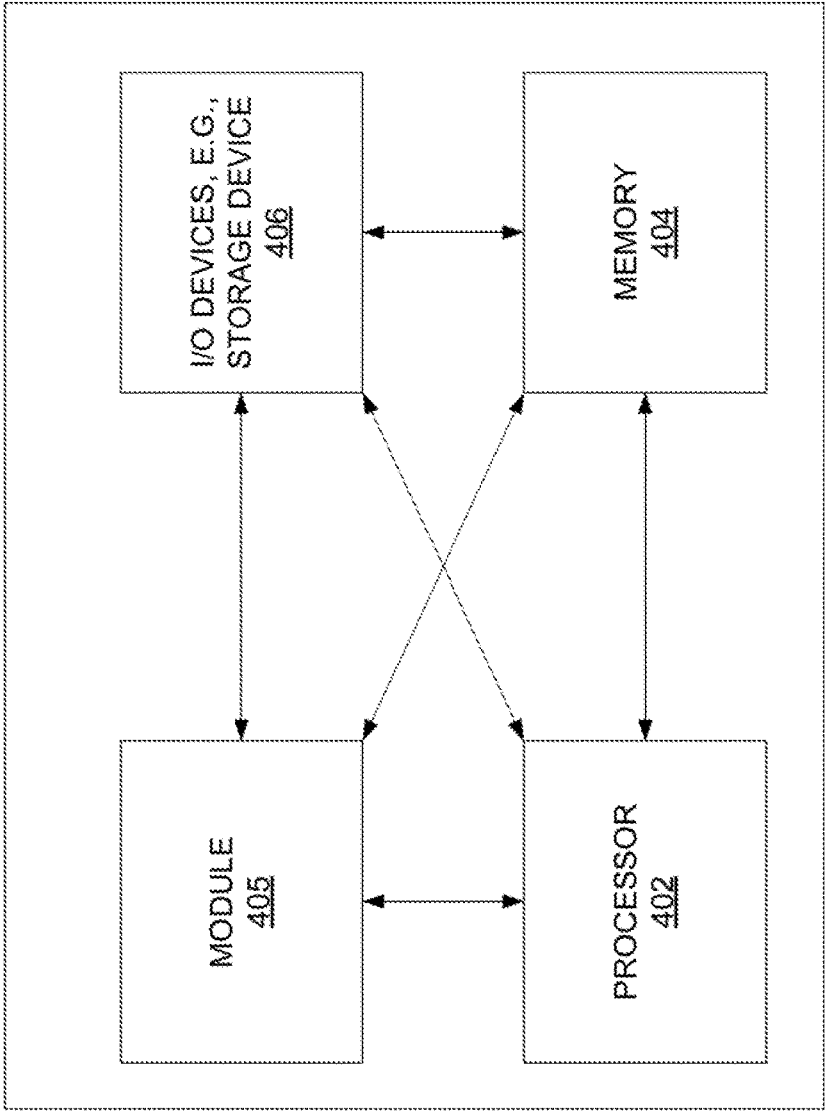 MODULE
405
I/O DEVICES, E.G.,
STORAGE DEVICE
406
PROCESSOR
402
MEMORY
404